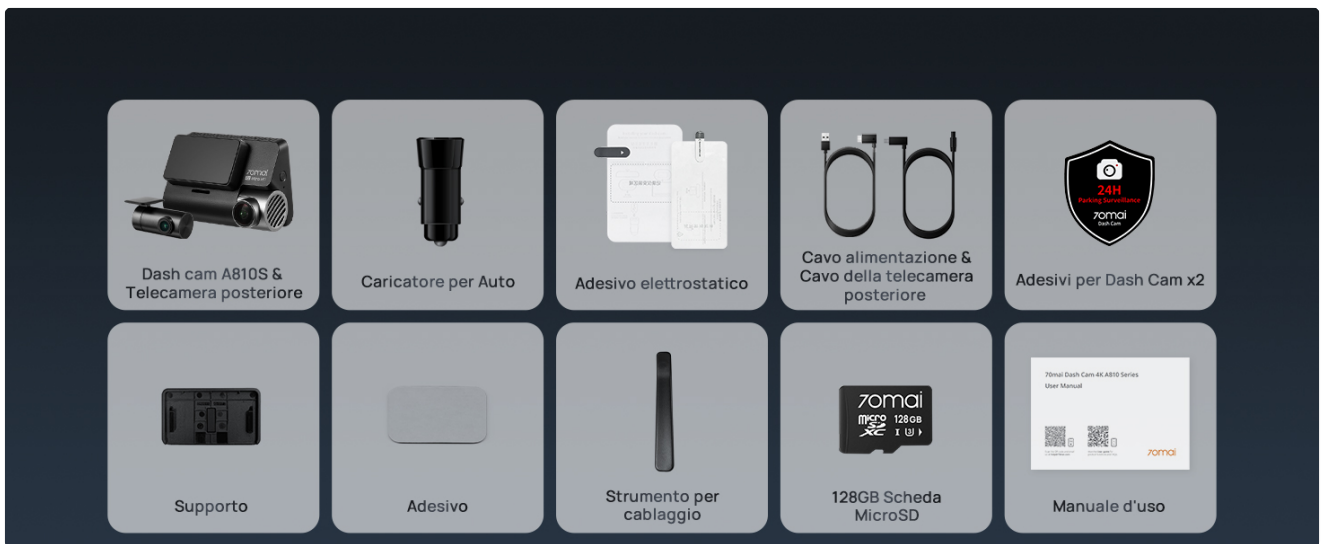 70mai
Dash cam A810S &
Telecamera posteriore
Caricatore per Auto
Adesivo elettrostatico
Cavo alimentazione &
Cavo della telecamera
posteriore
24H
Parking Surveillance
70mai
Dash Cam
Adesivi per Dash Cam x2
Supporto
Adesivo
Strumento per
cablaggio
70mai
micro
SD
XC
128GB
I U3
128GB Scheda
MicroSD
70mai Dash Cam 4K A810 Series
User Manual
70mai
Manuale d'uso